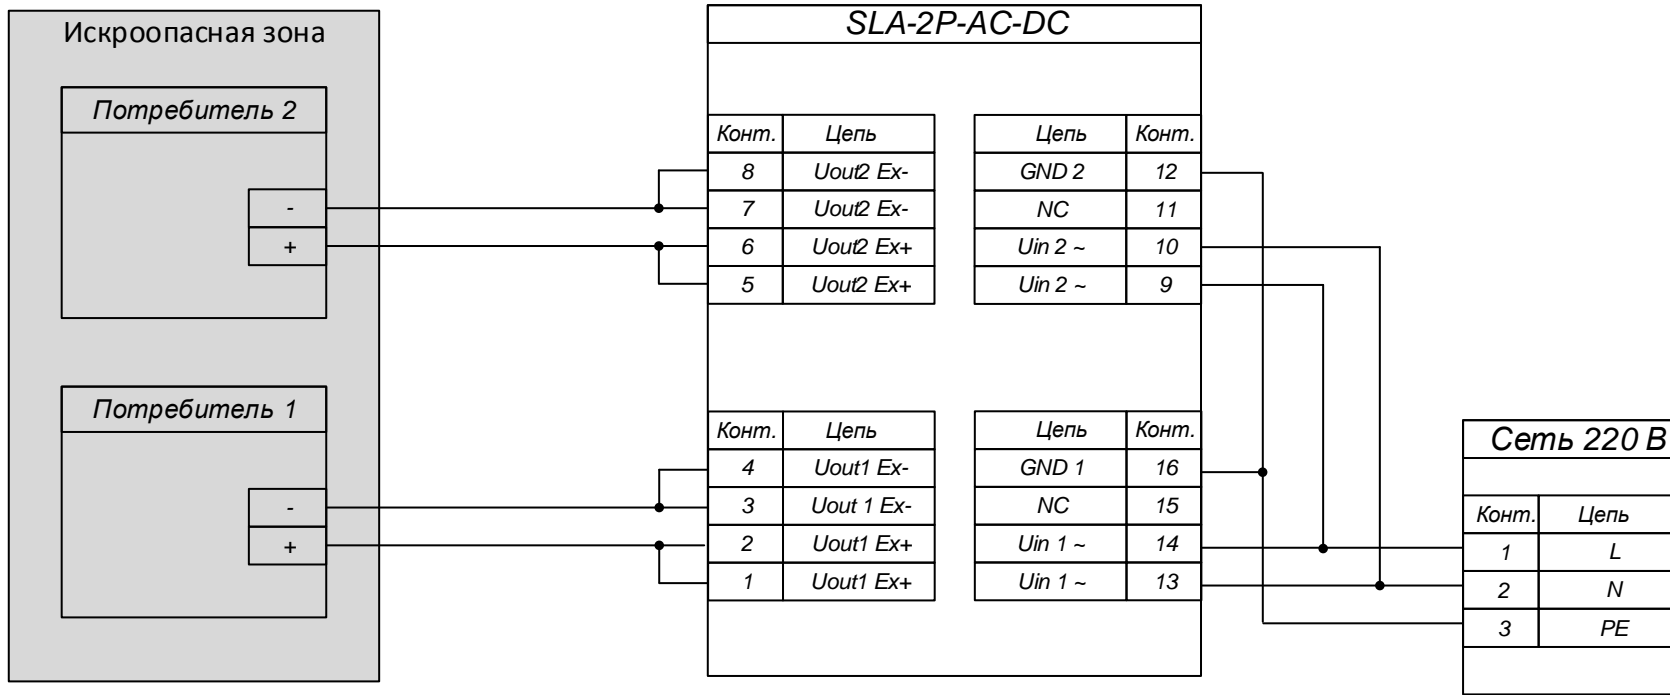 Искроопасная зона
Потребитель 2
-
+
Потребитель 1
-
+
SLA-2P-AC-DC
Конт. Цепь
8 Uout2 Ex-
7 Uout2 Ex-
6 Uout2 Ex+
5 Uout2 Ex+
Цепь Конт.
GND 2 12
NC 11
Uin 2 ~ 10
Uin 2 ~ 9
Конт. Цепь
4 Uout1 Ex-
3 Uout 1 Ex-
2 Uout1 Ex+
1 Uout1 Ex+
Цепь Конт.
GND 1 16
NC 15
Uin 1 ~ 14
Uin 1 ~ 13
Сеть 220 В
Конт. Цепь
1 L
2 N
3 PE